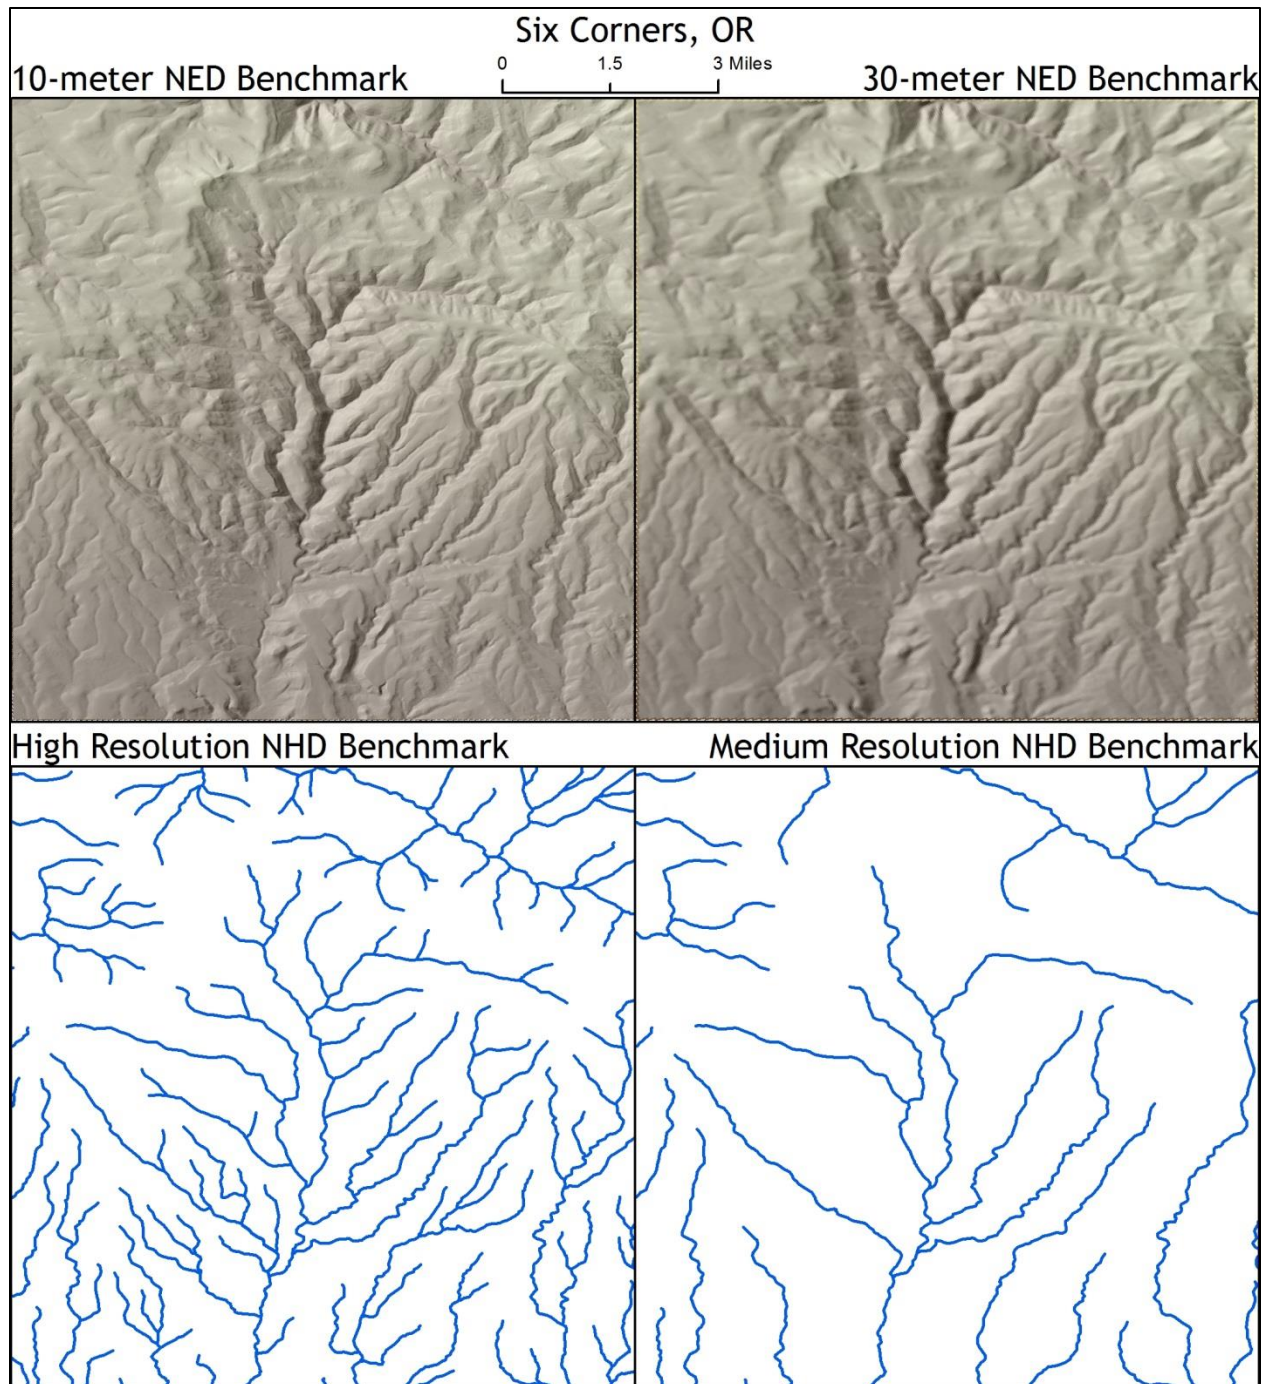 Six Corners, OR
0 1.5 3 Miles
10-meter NED Benchmark
30-meter NED Benchmark
High Resolution NHD Benchmark
Medium Resolution NHD Benchmark